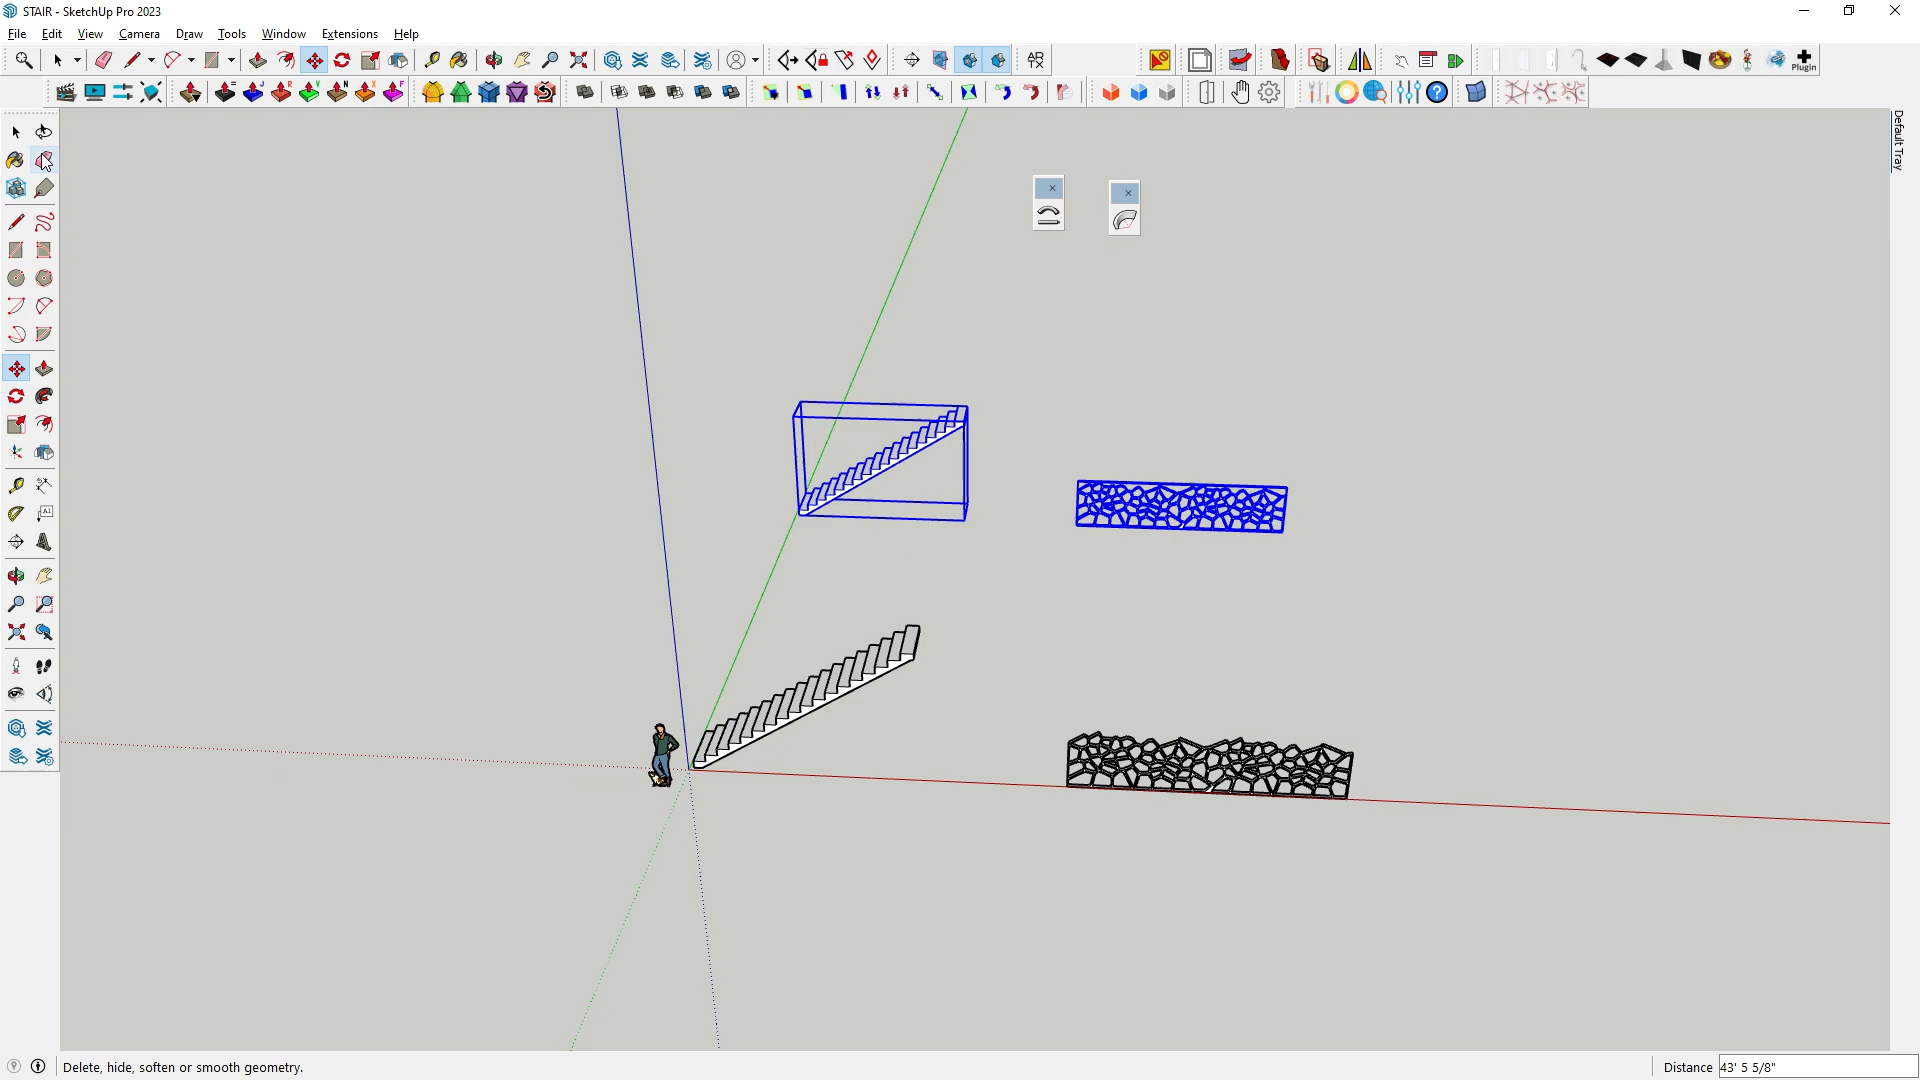 STAIR - SketchUp Pro 2023
File Edit View Camera Draw Tools Window Extensions Help
Plugin
Default Tray
A1
Delete, hide, soften or smooth geometry.
Distance 43' 5 5/8"